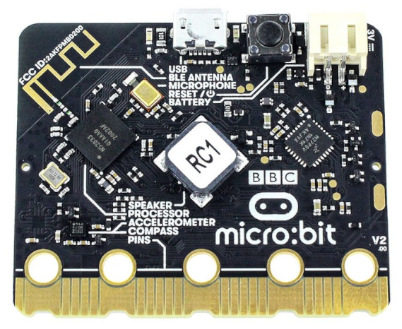 FCC ID:2AKFPMB0200
USB
BLE ANTENNA
MICROPHONE
RESET /
BATTERY
3V
RC1
BBC
SPEAKER
PROCESSOR
ACCELEROMETER
COMPASS
PINS
micro:bit
V2
.00